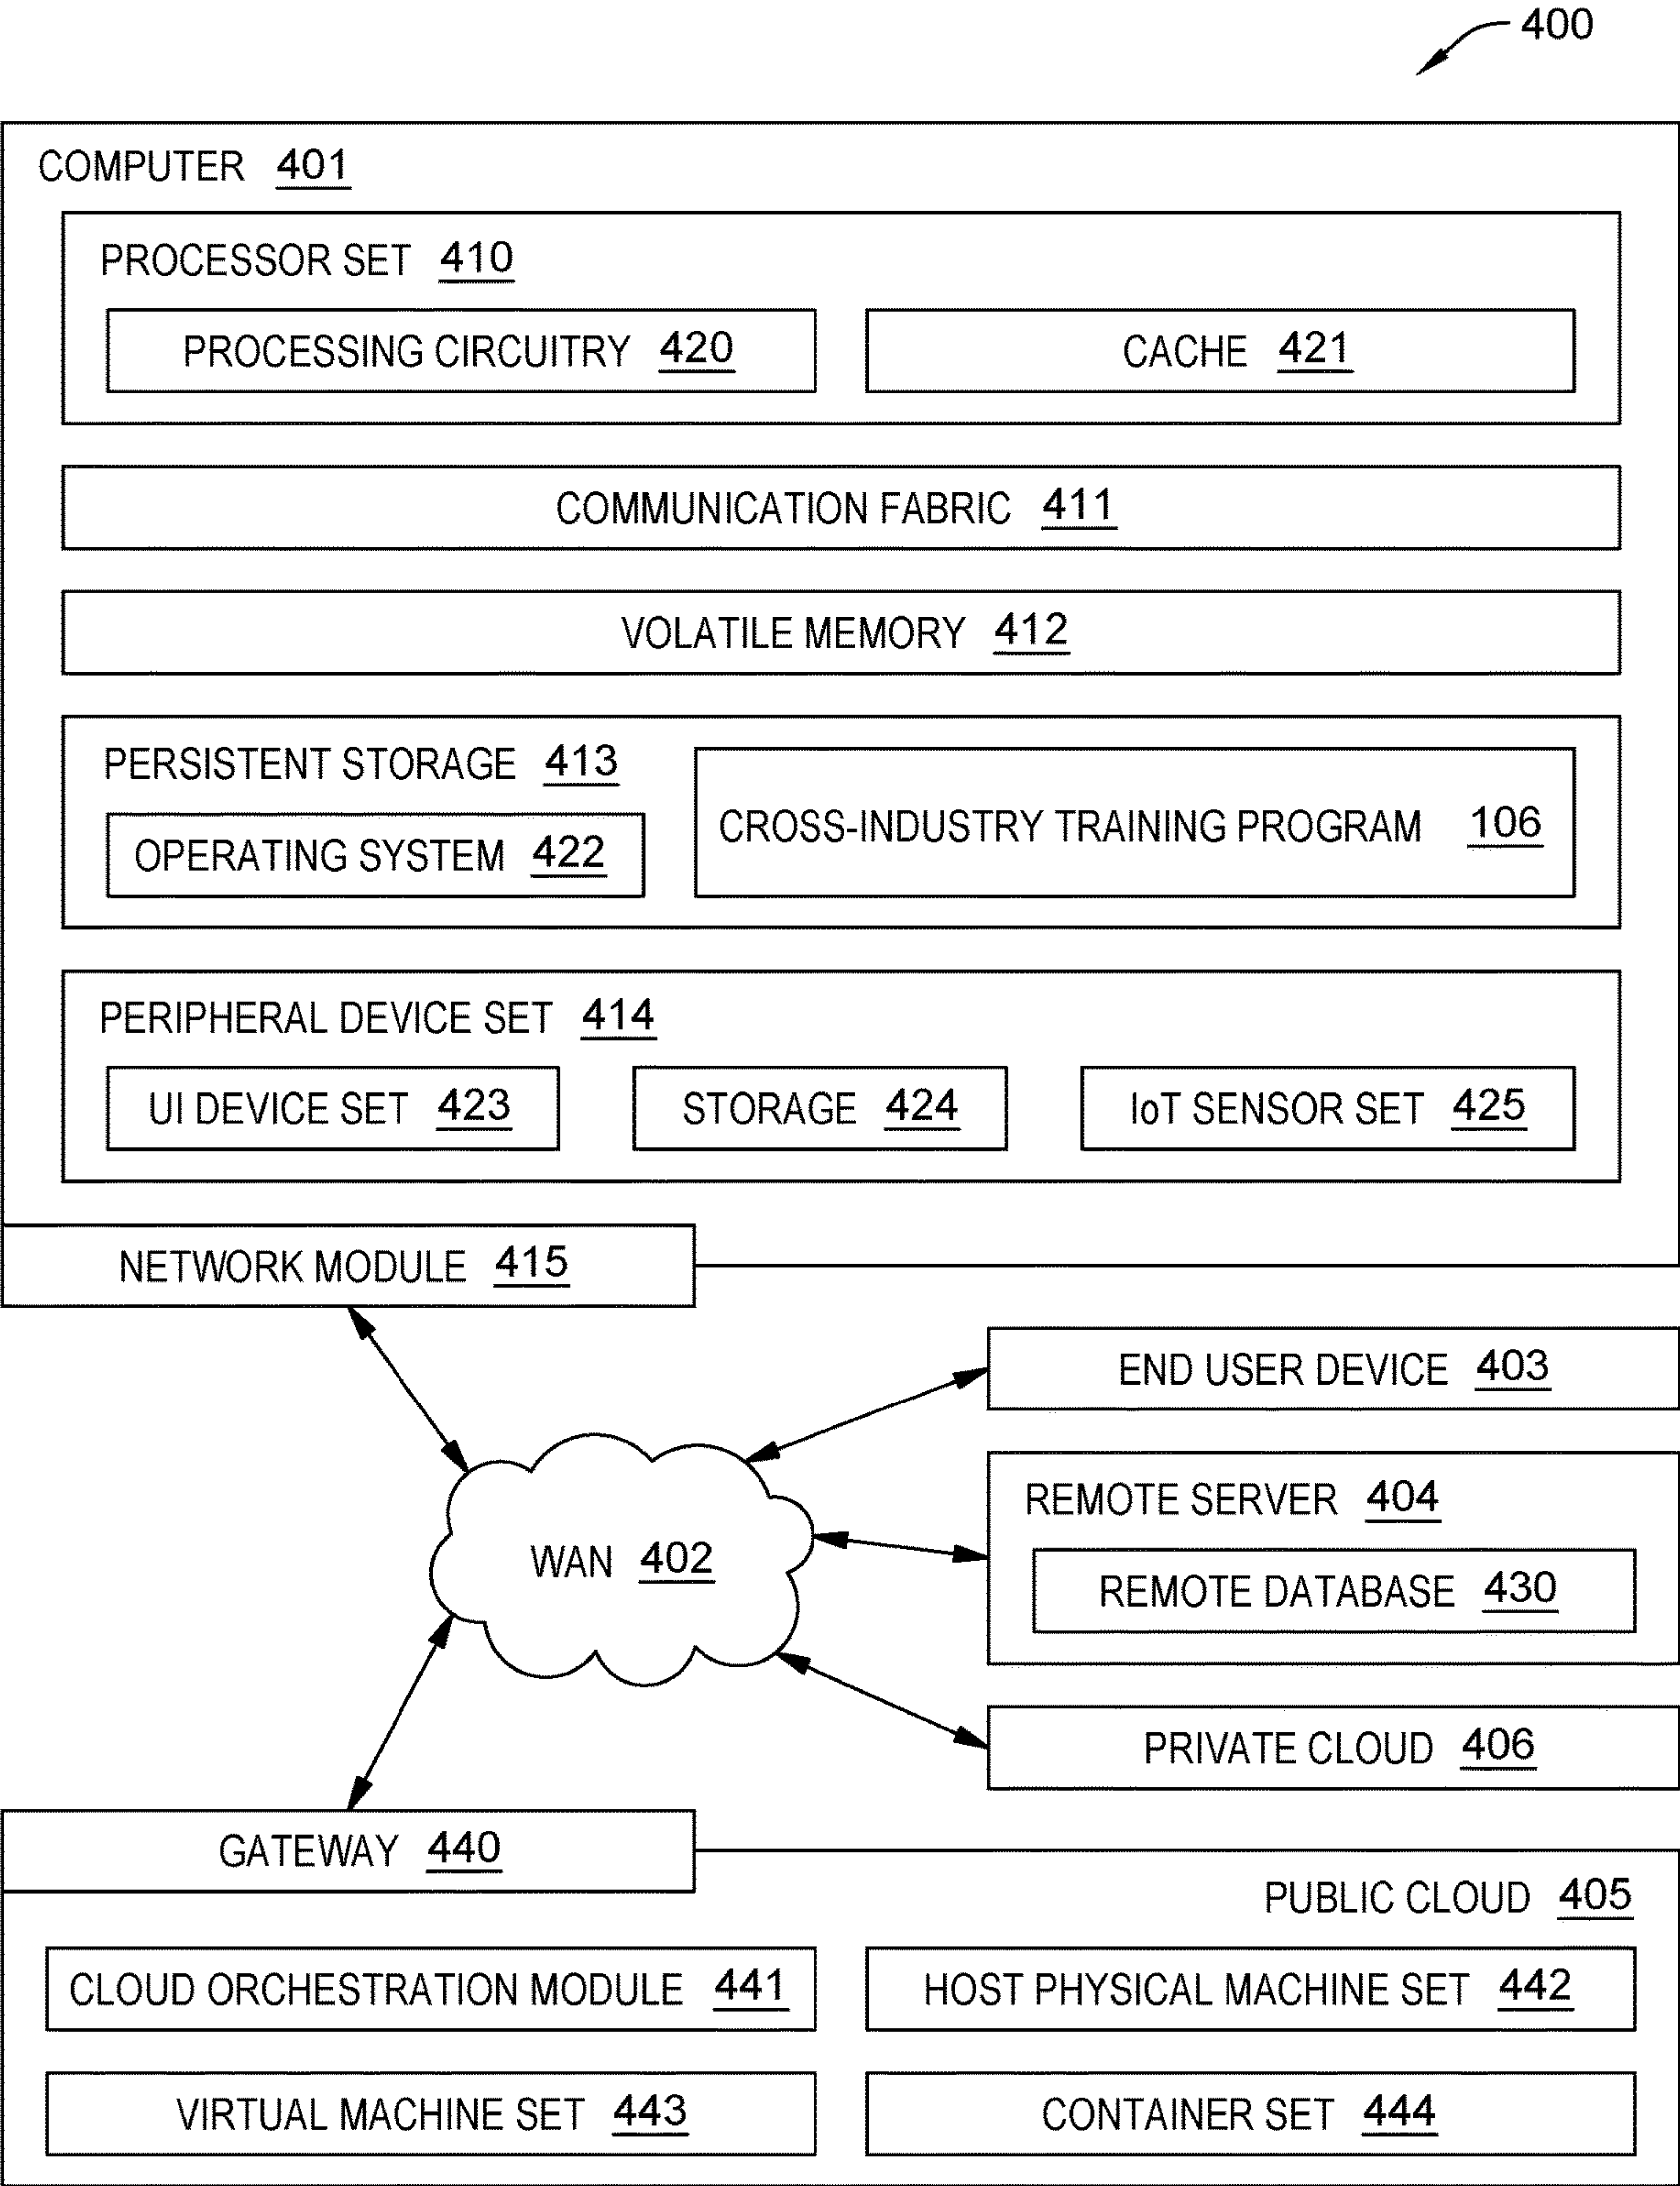 400
COMPUTER 401
PROCESSOR SET 410
PROCESSING CIRCUITRY 420
CACHE 421
COMMUNICATION FABRIC 411
VOLATILE MEMORY 412
PERSISTENT STORAGE 413
OPERATING SYSTEM 422
CROSS-INDUSTRY TRAINING PROGRAM 106
PERIPHERAL DEVICE SET 414
UI DEVICE SET 423
STORAGE 424
IoT SENSOR SET 425
NETWORK MODULE 415
END USER DEVICE 403
REMOTE SERVER 404
REMOTE DATABASE 430
WAN 402
PRIVATE CLOUD 406
GATEWAY 440
PUBLIC CLOUD 405
CLOUD ORCHESTRATION MODULE 441
HOST PHYSICAL MACHINE SET 442
VIRTUAL MACHINE SET 443
CONTAINER SET 444